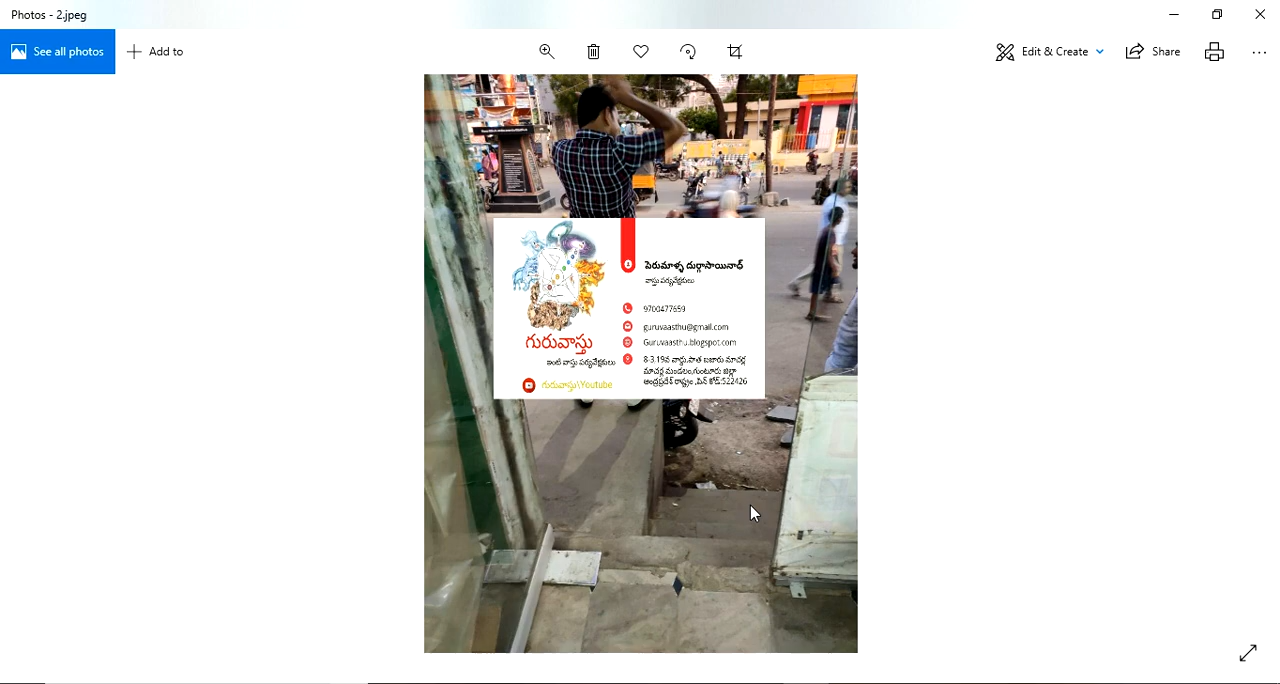 Photos - 2.jpeg
See all photos
Add to
Edit & Create
Share
పెరుమాళ్ళ దుర్గాసాయినాధ్
వాస్తు పర్యవేక్షకులు
9700477659
guruvaasthu@gmail.com
Guruvaasthu.blogspot.com
8-3.19వ వార్డు,పాత బజారు మాచర్ల
మాచర్ల మండలం,గుంటూరు జిల్లా
ఆంద్రప్రదేశ్ రాష్ట్రం ,పిన్ కోడ్:522426
గురువాస్తు
ఇంటి వాస్తు పర్యవేక్షకులు
గురువాస్తు\Youtube